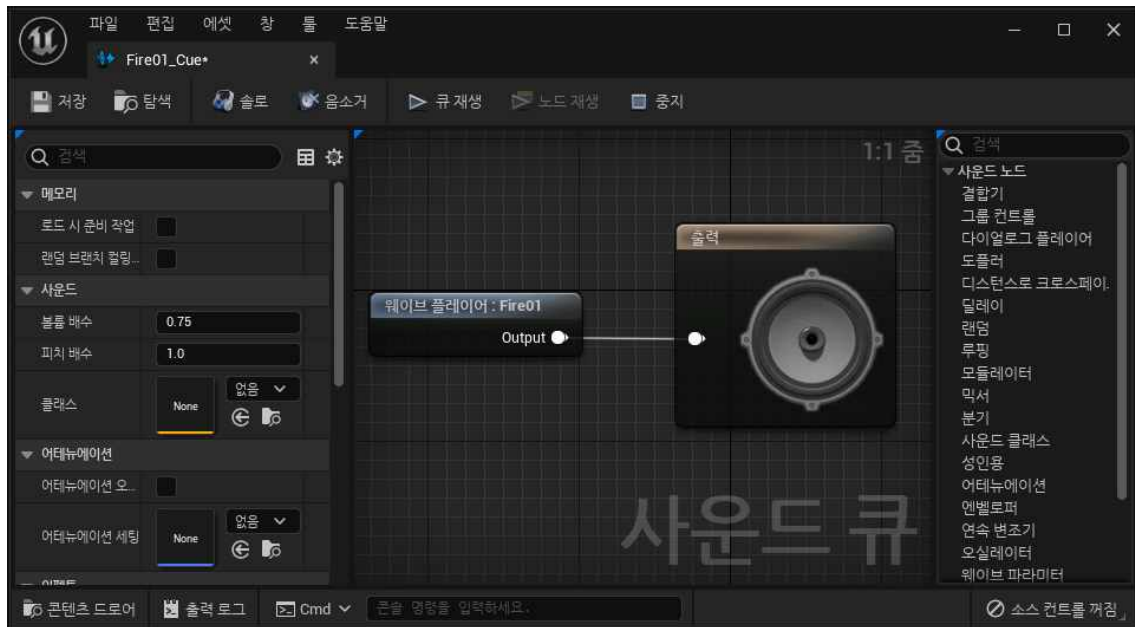 파일 편집 에셋 창 툴 도움말
Fire01_Cue*
저장 탐색 솔로 음소거 큐 재생 노드 재생 중지
검색
메모리
로드 시 준비 작업
랜덤 브랜치 컬링...
사운드
볼륨 배수 0.75
피치 배수 1.0
클래스 None 없음
어테뉴에이션
어테뉴에이션 오...
어테뉴에이션 세팅 None 없음
1:1 줌
웨이브 플레이어 : Fire01
Output
출력
사운드 큐
검색
사운드 노드
결합기
그룹 컨트롤
다이얼로그 플레이어
도플러
디스턴스로 크로스페이.
딜레이
랜덤
루핑
모듈레이터
믹서
분기
사운드 클래스
성인용
어테뉴에이션
엔벨로퍼
연속 변조기
오실레이터
웨이브 파라미터
콘텐츠 드로어 출력 로그 Cmd 콘솔 명령을 입력하세요. 소스 컨트롤 꺼짐